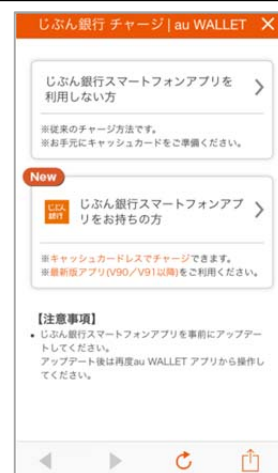 じぶん銀行 チャージ | au WALLET ×
じぶん銀行スマートフォンアプリを
利用しない方
※従来のチャージ方法です。
※お手元にキャッシュカードをご準備ください。
New
じぶん
銀行
じぶん銀行スマートフォンアプ
リをお持ちの方
※キャッシュカードレスでチャージできます。
※最新版アプリ(V90/V91以降)をご利用ください。
【注意事項】
• じぶん銀行スマートフォンアプリを事前にアップデー
トしてください。
アップデート後は再度au WALLET アプリから操作し
てください。